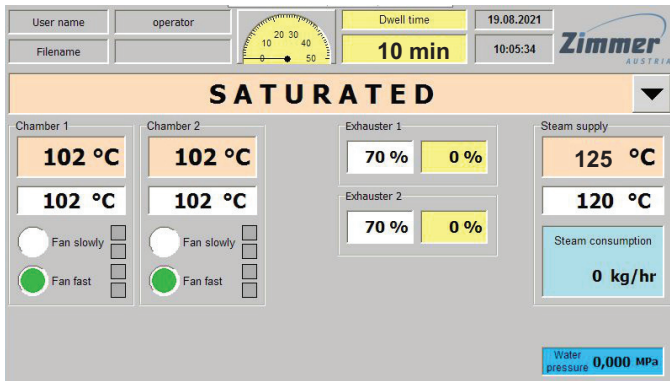 User name
operator
Filename
0 10 20 30 40 50
Dwell time
10 min
19.08.2021
10:05:34
Zimmer
AUSTRIA
SATURATED
Chamber 1
102 °C
102 °C
Fan slowly
Fan fast
Chamber 2
102 °C
102 °C
Fan slowly
Fan fast
Exhauster 1
70 % 0 %
Exhauster 2
70 % 0 %
Steam supply
125 °C
120 °C
Steam consumption
0 kg/hr
Water
pressure 0,000 MPa